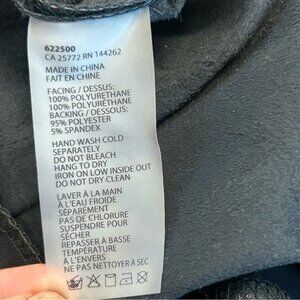 622500
CA 25772 RN 144262
MADE IN CHINA
FAIT EN CHINE
FACING / DESSUS:
100% POLYURETHANE
100% POLYURETHANE
BACKING / DESSOUS:
95% POLYESTER
5% SPANDEX
HAND WASH COLD
SEPARATELY
DO NOT BLEACH
HANG TO DRY
IRON ON LOW INSIDE OUT
DO NOT DRY CLEAN
LAVER À LA MAIN
À L'EAU FROIDE
SÉPARÉMENT
PAS DE CHLORURE
SUSPENDRE POUR
SÉCHER
REPASSER À BASSE
TEMPÉRATURE
À L'ENVERS
NE PAS NETTOYER À SEC